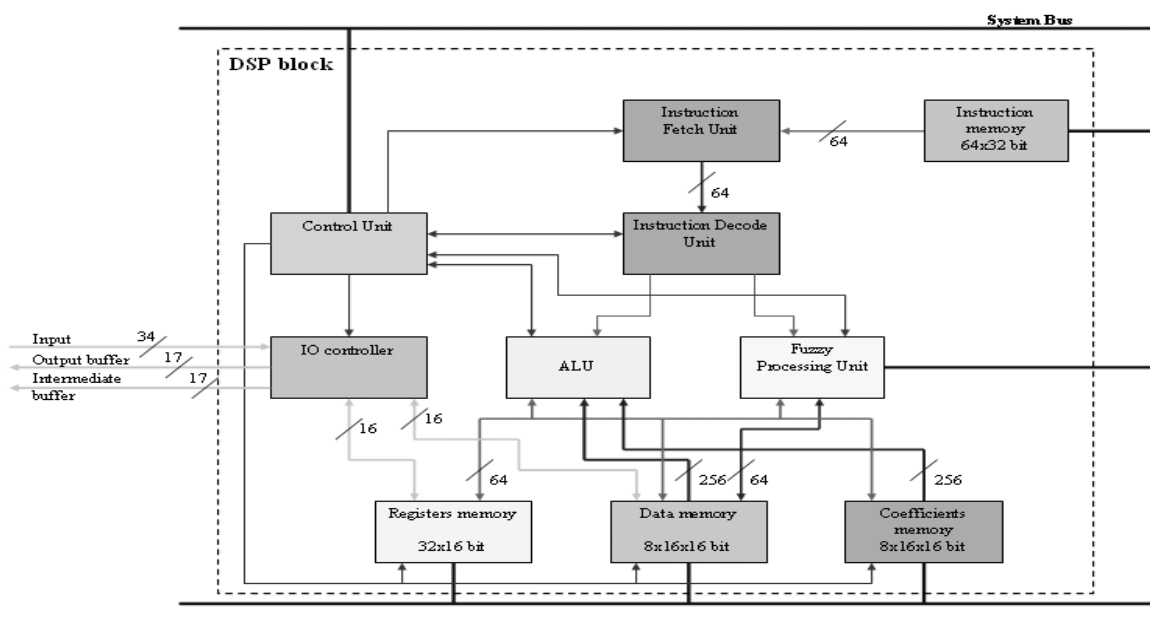 System Bus
DSP block
Instruction
Fetch Unit
Instruction
memory
64x32 bit
64
64
Control Unit
Instruction Decode
Unit
Input
34
Output buffer
17
Intermediate
buffer
17
IO controller
ALU
Fuzzy
Processing Unit
16
16
64
256
64
256
Registers memory
32x16 bit
Data memory
8x16x16 bit
Coefficients
memory
8x16x16 bit